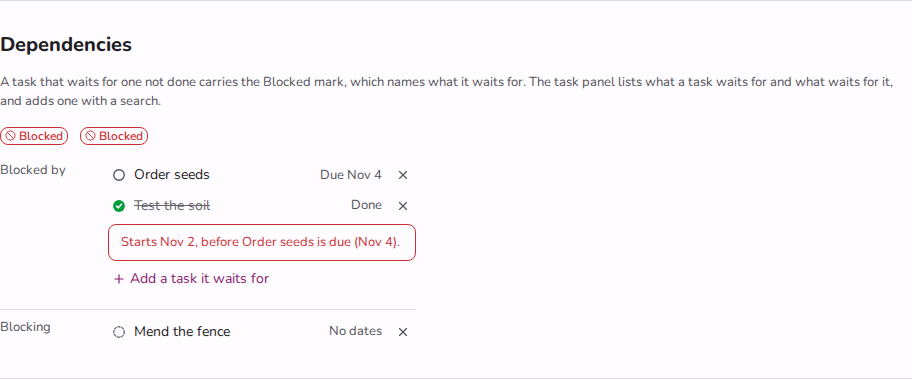 Dependencies
A task that waits for one not done carries the Blocked mark, which names what it waits for. The task panel lists what a task waits for and what waits for it,
and adds one with a search.
Blocked Blocked
Blocked by
Order seeds Due Nov 4
Test the soil Done
Starts Nov 2, before Order seeds is due (Nov 4).
+ Add a task it waits for
Blocking
Mend the fence No dates